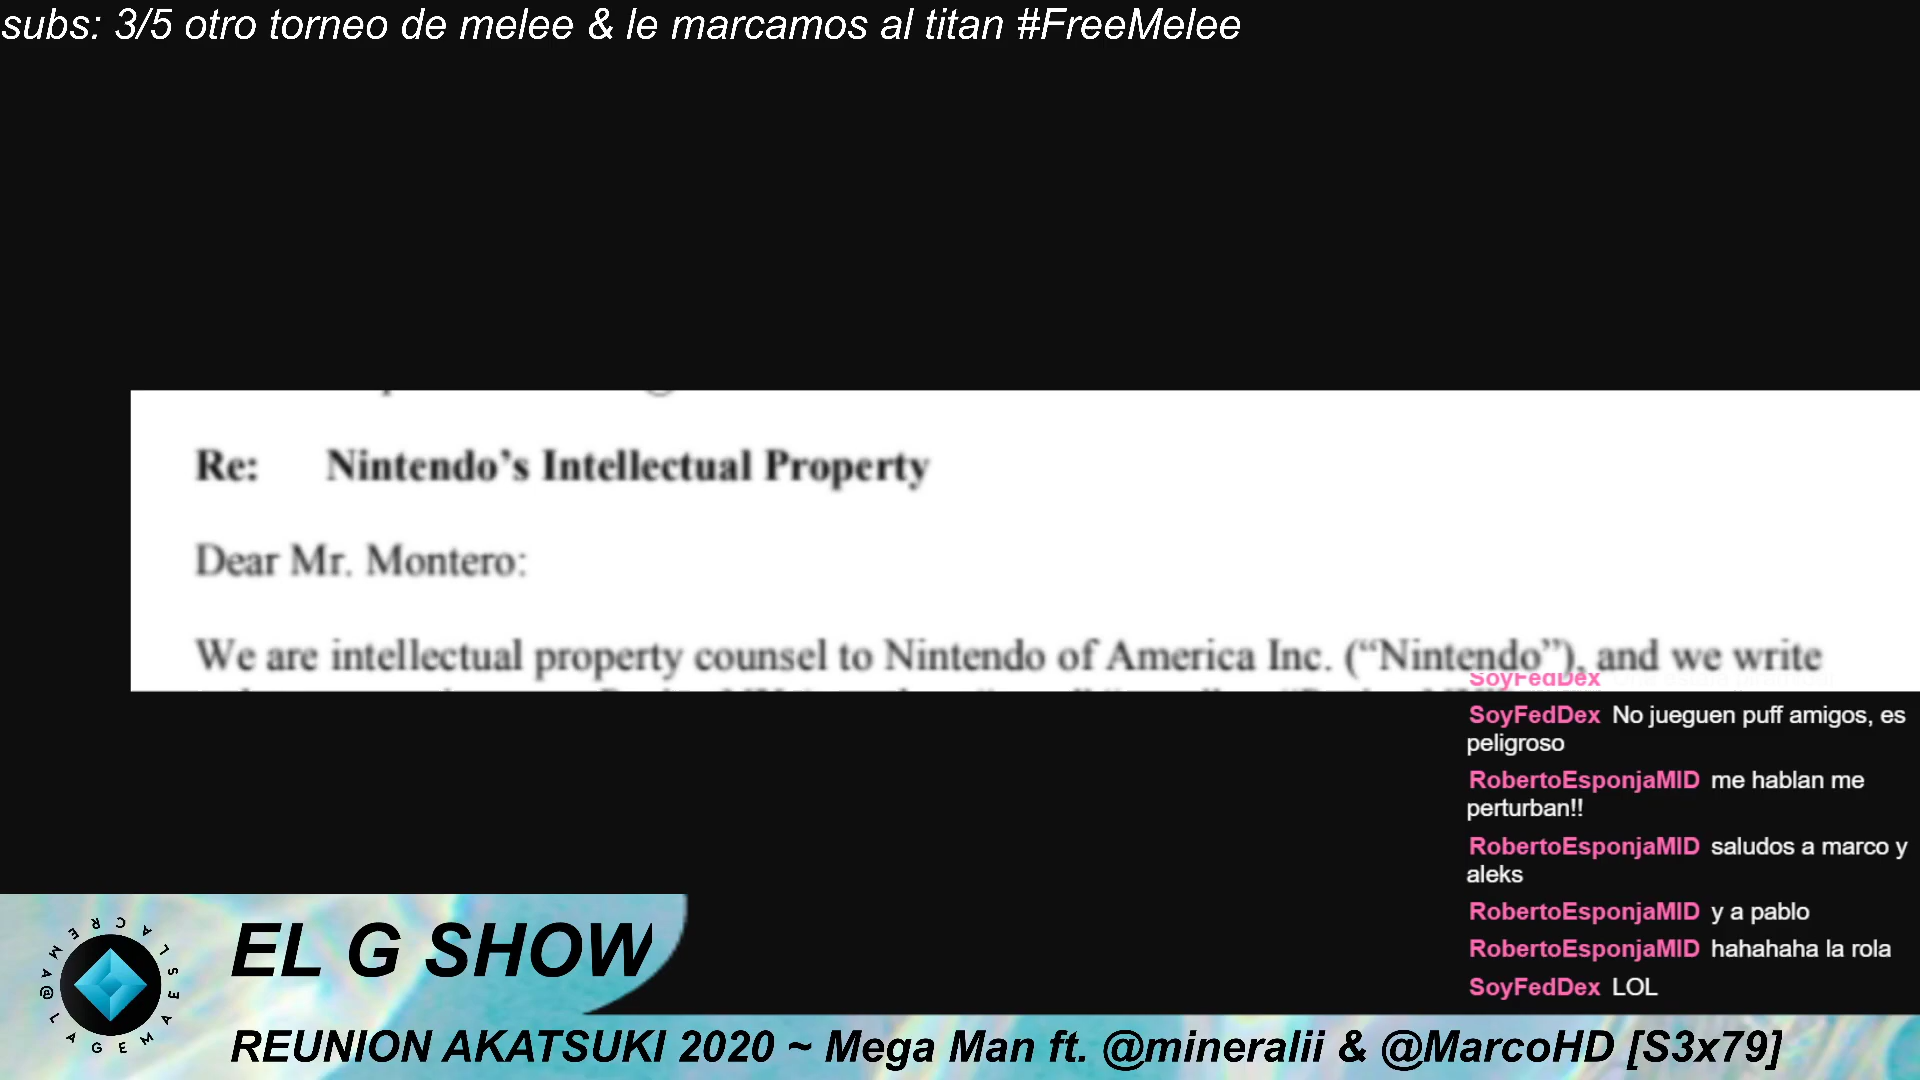 subs: 3/5 otro torneo de melee & le marcamos al titan #FreeMelee
Re: Nintendo’s Intellectual Property
Dear Mr. Montero:
We are intellectual property counsel to Nintendo of America Inc. (“Nintendo”), and we write
SoyFedDex
SoyFedDex No jueguen puff amigos, es
peligroso
RobertoEsponjaMID me hablan me
perturban!!
RobertoEsponjaMID saludos a marco y
aleks
RobertoEsponjaMID y a pablo
RobertoEsponjaMID hahahaha la rola
SoyFedDex LOL
EL G SHOW
REUNION AKATSUKI 2020 ~ Mega Man ft. @mineralii & @MarcoHD [S3x79]